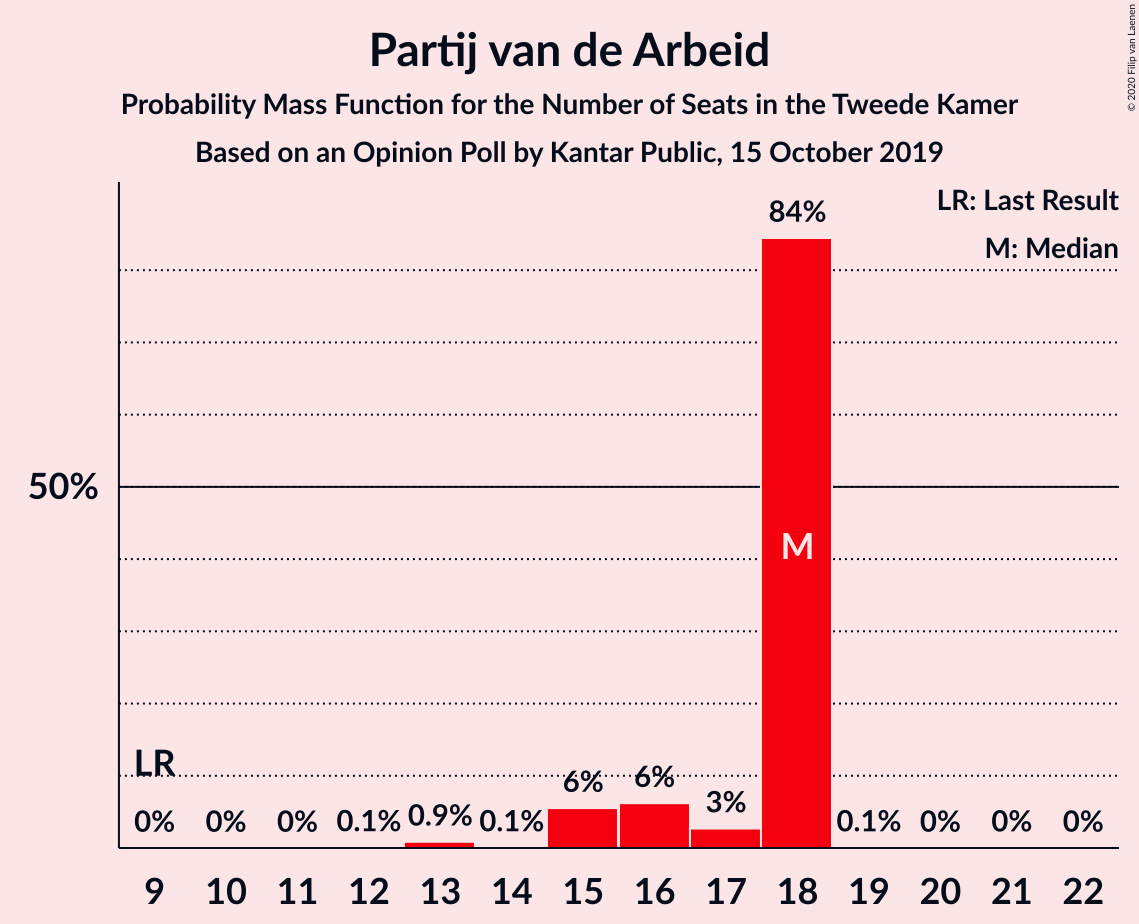 Partij van de Arbeid
Probability Mass Function for the Number of Seats in the Tweede Kamer
Based on an Opinion Poll by Kantar Public, 15 October 2019
© 2020 Filip van Laenen
LR: Last Result
M: Median
84%
50%
M
LR
0% 0% 0% 0.1% 0.9% 0.1% 6% 6% 3% 0.1% 0% 0% 0%
9 10 11 12 13 14 15 16 17 18 19 20 21 22